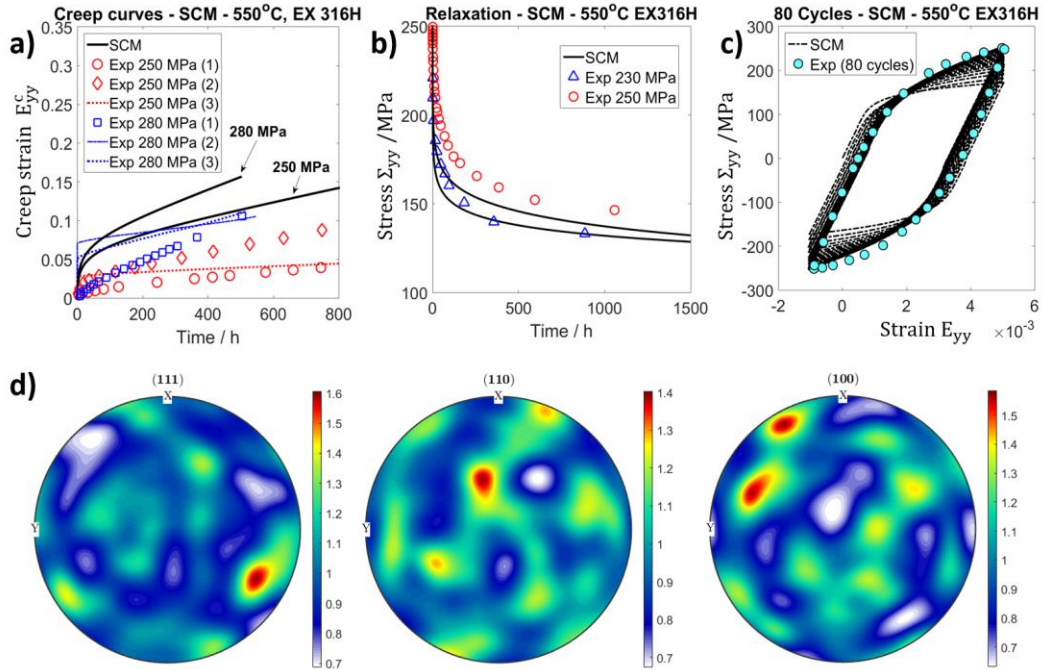 Creep curves - SCM - 550°C, EX 316H
a)
SCM
Exp 250 MPa (1)
Exp 250 MPa (2)
Exp 250 MPa (3)
Exp 280 MPa (1)
Exp 280 MPa (2)
Exp 280 MPa (3)
280 MPa
250 MPa
Creep strain E^c_yy
0.35
0.3
0.25
0.2
0.15
0.1
0.05
0
0 200 400 600 800
Time / h
Relaxation - SCM - 550°C EX316H
b)
SCM
Exp 230 MPa
Exp 250 MPa
Stress Σyy /MPa
250
200
150
100
0 500 1000 1500
Time / h
80 Cycles - SCM - 550°C EX316H
c)
SCM
Exp (80 cycles)
Stress Σyy /MPa
300
200
100
0
-100
-200
-300
-2 0 2 4 6
Strain Eyy ×10⁻³
d)
(111)
X
Y
1.6
1.5
1.4
1.3
1.2
1.1
1
0.9
0.8
0.7
(110)
X
Y
1.4
1.3
1.2
1.1
1
0.9
0.8
0.7
(100)
X
Y
1.5
1.4
1.3
1.2
1.1
1
0.9
0.8
0.7